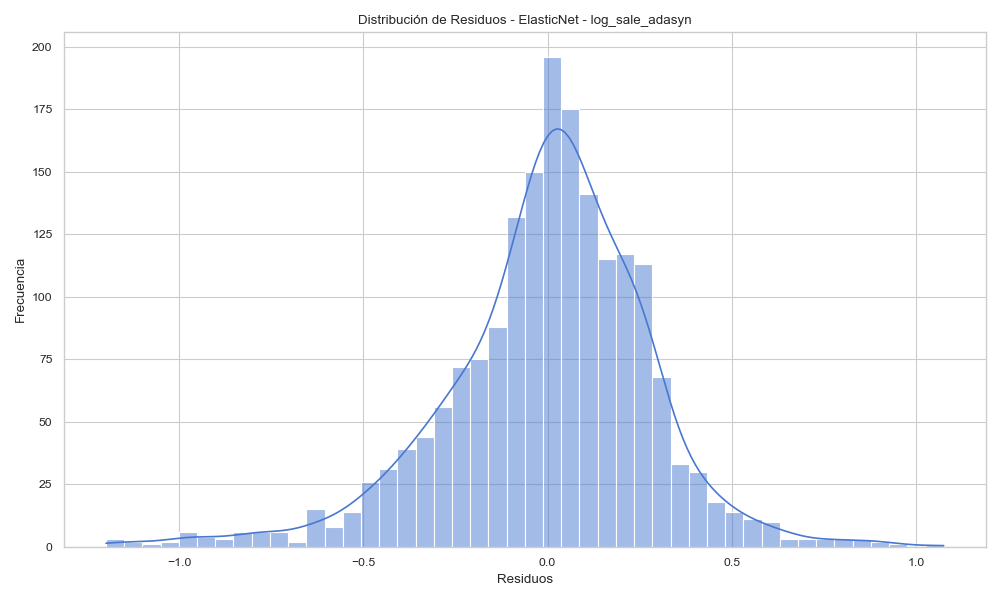 Distribución de Residuos - ElasticNet - log_sale_adasyn
200
175
150
125
100
75
50
25
0
Frecuencia
−1.0 −0.5 0.0 0.5 1.0
Residuos